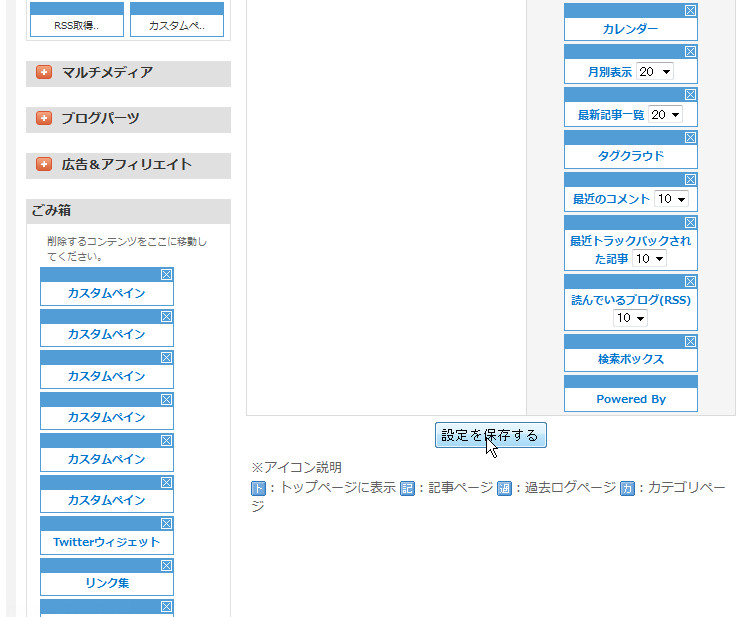 RSS取得..
カスタムペ..
マルチメディア
ブログパーツ
広告＆アフィリエイト
ごみ箱
削除するコンテンツをここに移動し
てください。
カスタムペイン
カスタムペイン
カスタムペイン
カスタムペイン
カスタムペイン
カスタムペイン
Twitterウィジェット
リンク集
カレンダー
月別表示 20
最新記事一覧 20
タグクラウド
最近のコメント 10
最近トラックバックされ
た記事 10
読んでいるブログ(RSS)
10
検索ボックス
Powered By
設定を保存する
※アイコン説明
ト：トップページに表示 記：記事ページ 過：過去ログページ カ：カテゴリペー
ジ